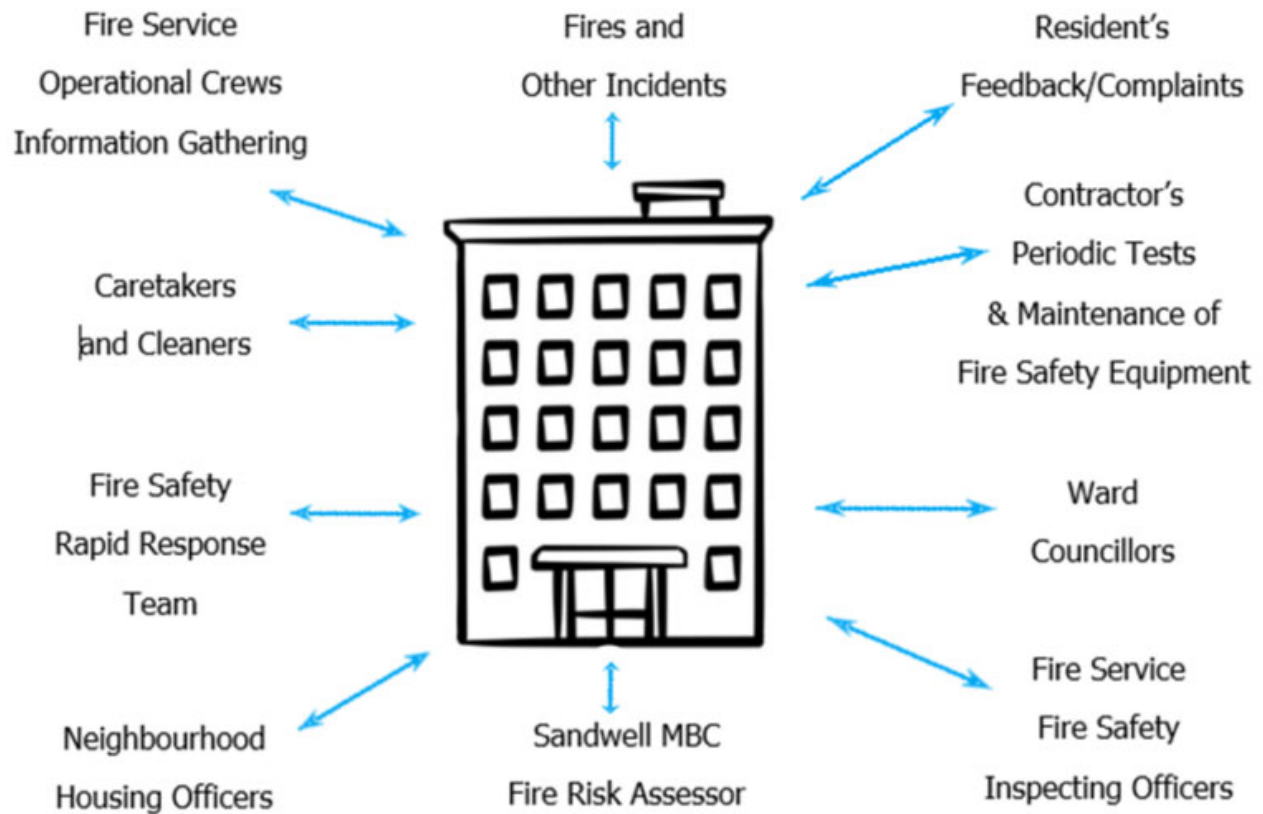 Fire Service
Operational Crews
Information Gathering
Fires and
Other Incidents
Resident’s
Feedback/Complaints
Contractor’s
Periodic Tests
& Maintenance of
Fire Safety Equipment
Caretakers
and Cleaners
Fire Safety
Rapid Response
Team
Ward
Councillors
Neighbourhood
Housing Officers
Sandwell MBC
Fire Risk Assessor
Fire Service
Fire Safety
Inspecting Officers